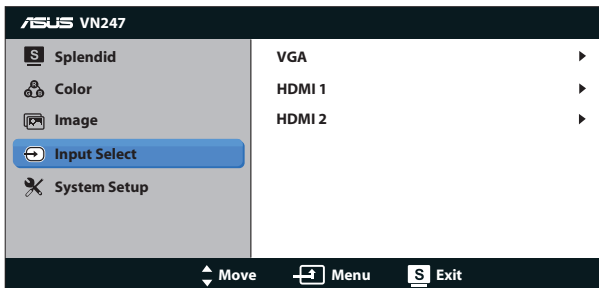 ASUS VN247
S Splendid
Color
Image
Input Select
System Setup
VGA
HDMI 1
HDMI 2
Move Menu S Exit